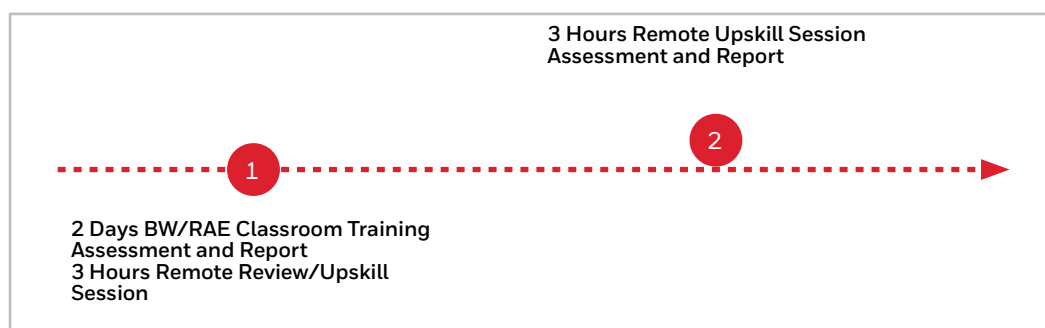 3 Hours Remote Upskill Session
Assessment and Report
2
1
2 Days BW/RAE Classroom Training
Assessment and Report
3 Hours Remote Review/Upskill
Session